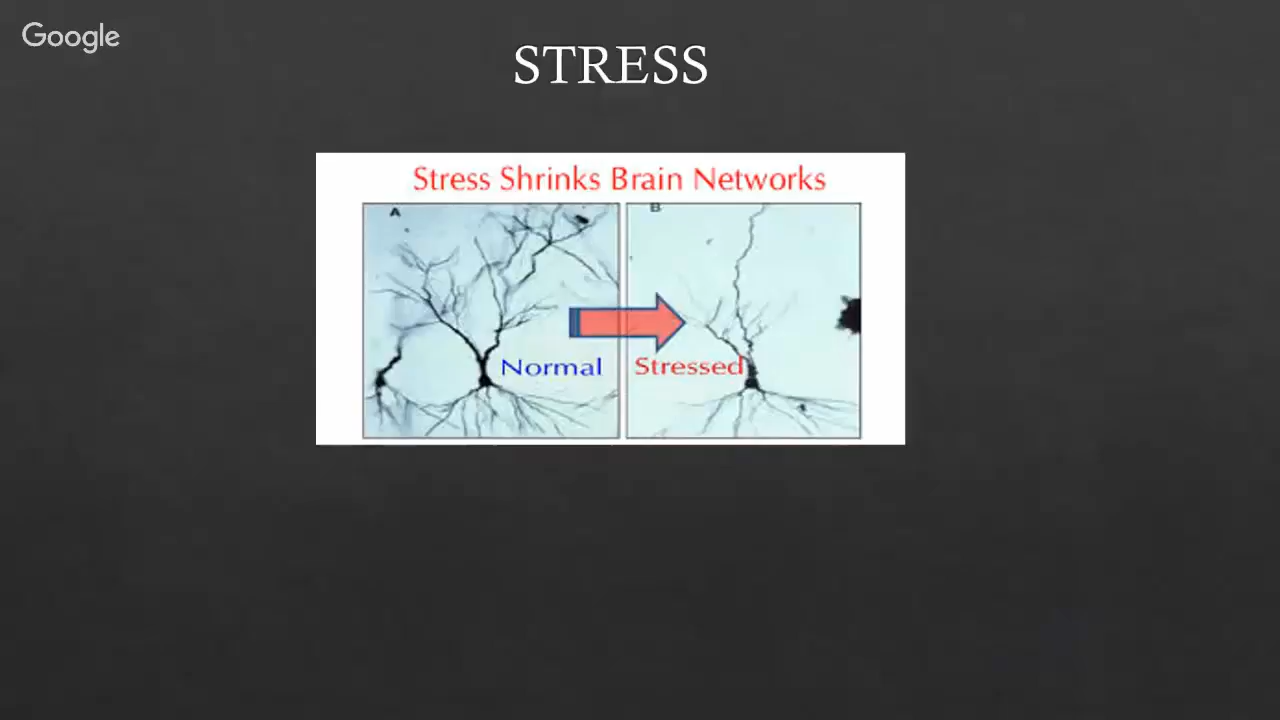 Google
STRESS
Stress Shrinks Brain Networks
A
B
Normal
Stressed